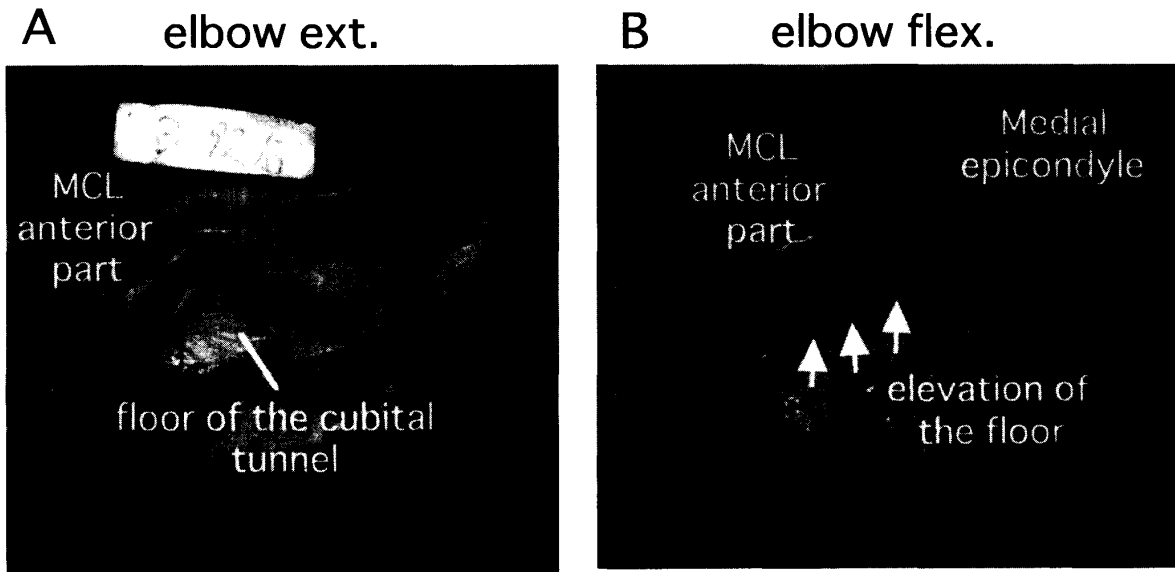 A elbow ext.
B elbow flex.
MCL
anterior
part
floor of the cubital
tunnel
MCL
anterior
part
Medial
epicondyle
elevation of
the floor